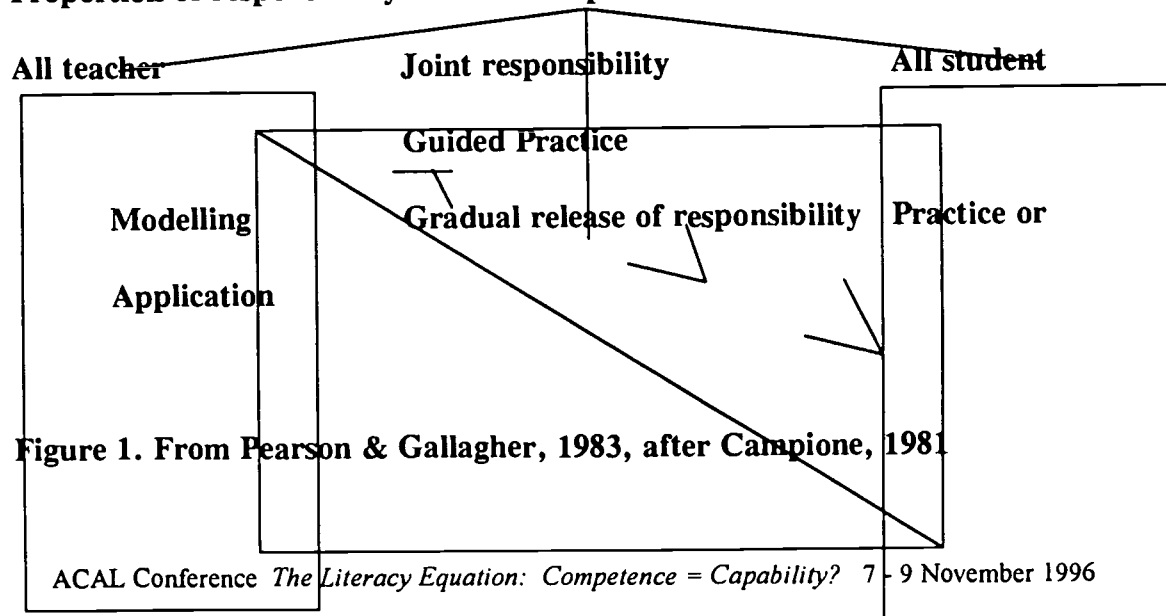 All teacher Joint responsibility All student
Guided Practice
Modelling Gradual release of responsibility Practice or
Application
Figure 1. From Pearson & Gallagher, 1983, after Campione, 1981
ACAL Conference The Literacy Equation: Competence = Capability? 7 - 9 November 1996